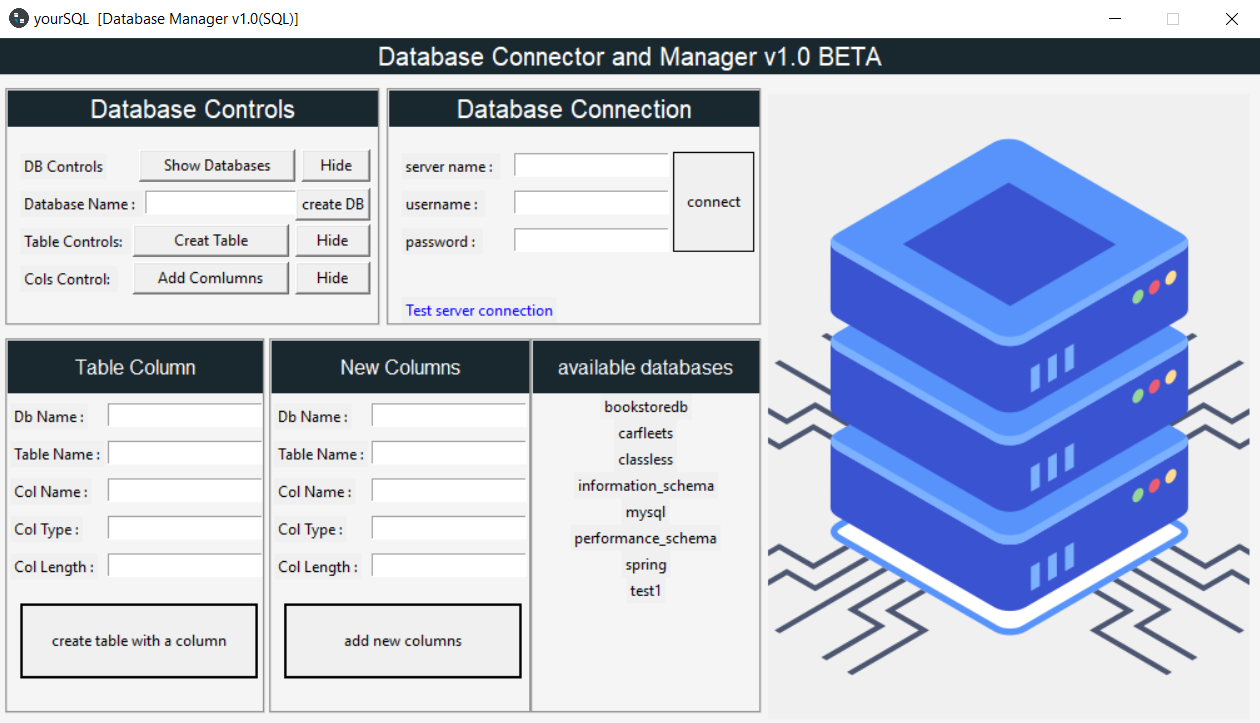 yourSQL [Database Manager v1.0(SQL)]
Database Connector and Manager v1.0 BETA
Database Controls
DB Controls Show Databases Hide
Database Name : create DB
Table Controls: Creat Table Hide
Cols Control: Add Comlumns Hide
Database Connection
server name :
username :
password :
connect
Test server connection
Table Column
Db Name :
Table Name :
Col Name :
Col Type :
Col Length :
create table with a column
New Columns
Db Name :
Table Name :
Col Name :
Col Type :
Col Length :
add new columns
available databases
bookstoredb
carfleets
classless
information_schema
mysql
performance_schema
spring
test1